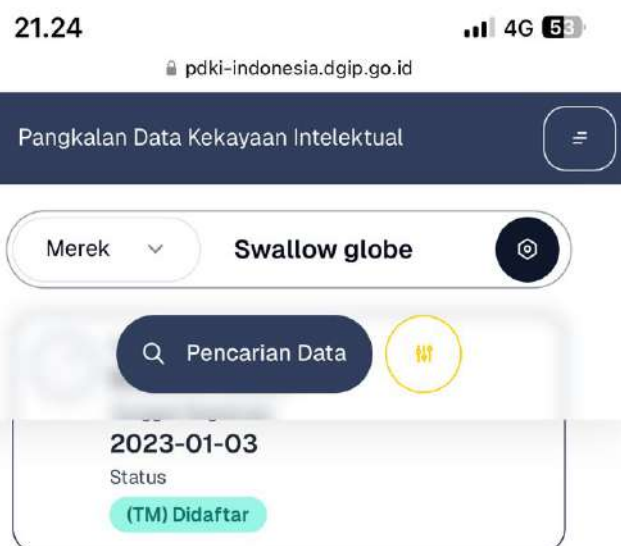 21.24
4G 53
pdki-indonesia.dgip.go.id
Pangkalan Data Kekayaan Intelektual
Merek
Swallow globe
Pencarian Data
2023-01-03
Status
(TM) Didaftar